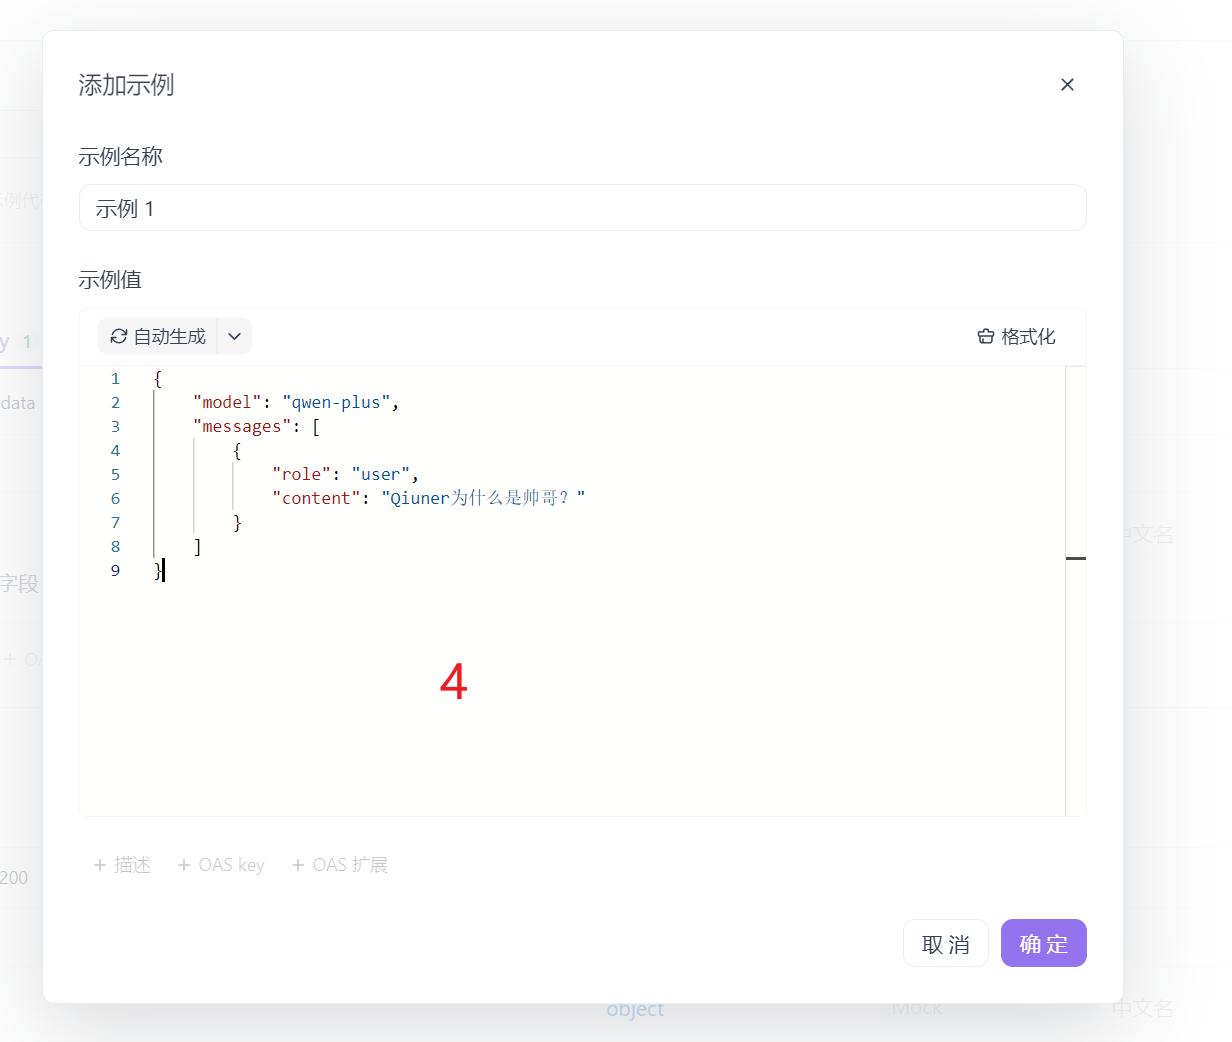 添加示例
示例名称
示例 1
示例值
自动生成
格式化
1 {
2 "model": "qwen-plus",
3 "messages": [
4 {
5 "role": "user",
6 "content": "Qiuner为什么是帅哥？"
7 }
8 ]
9 }
4
+ 描述 + OAS key + OAS 扩展
取 消 确 定
示例代
y 1
data
中文名
字段
+ OA
200
object Mock 中文名